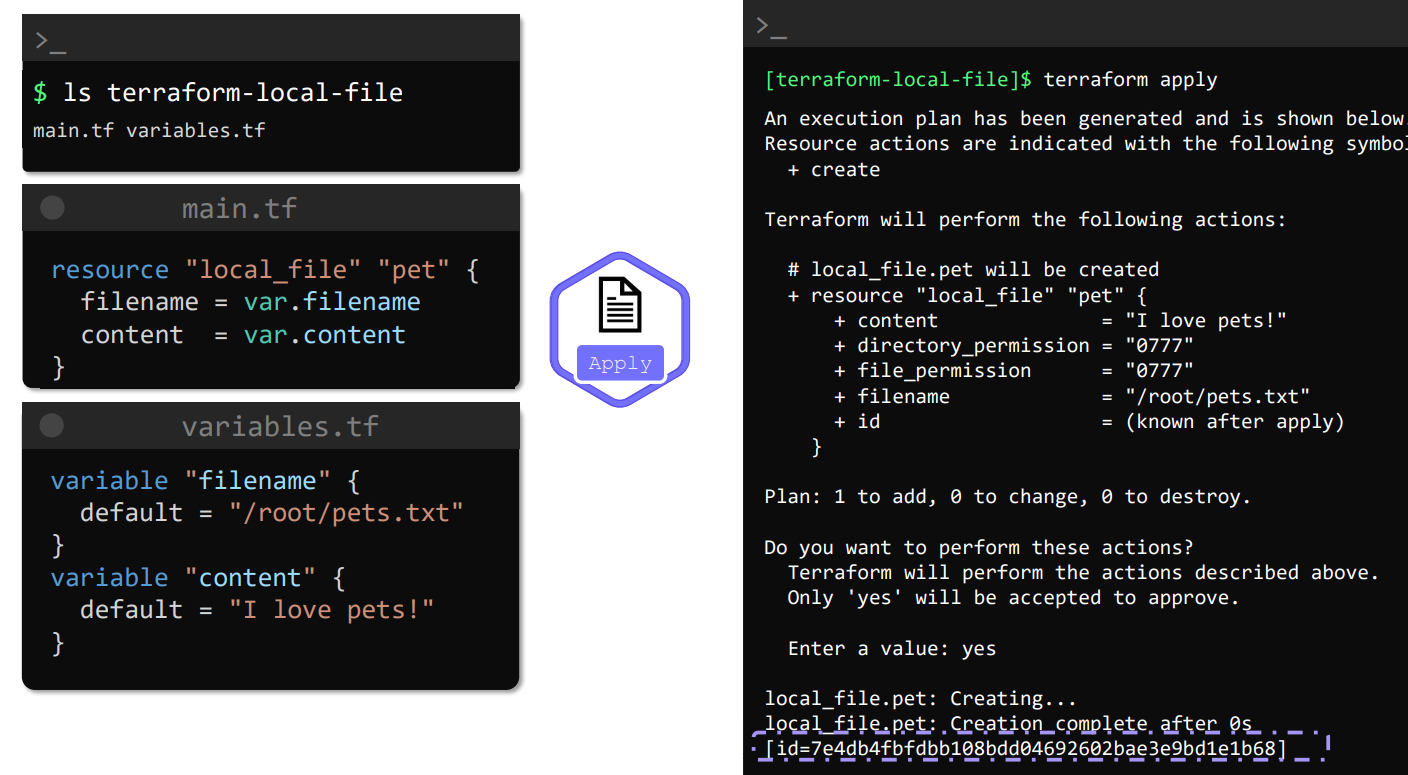 >_
$ ls terraform-local-file
main.tf variables.tf
main.tf
resource "local_file" "pet" {
  filename = var.filename
  content  = var.content
}
variables.tf
variable "filename" {
  default = "/root/pets.txt"
}
variable "content" {
  default = "I love pets!"
}
Apply
>_
[terraform-local-file]$ terraform apply
An execution plan has been generated and is shown below.
Resource actions are indicated with the following
  + create
Terraform will perform the following actions:
  # local_file.pet will be created
  + resource "local_file" "pet" {
      + content              = "I love pets!"
      + directory_permission = "0777"
      + file_permission      = "0777"
      + filename             = "/root/pets.txt"
      + id                   = (known after apply)
    }
Plan: 1 to add, 0 to change, 0 to destroy.
Do you want to perform these actions?
  Terraform will perform the actions described above.
  Only 'yes' will be accepted to approve.
  Enter a value: yes
local_file.pet: Creating...
local_file.pet: Creation complete after 0s
[id=7e4db4fbfdbb108bdd04692602bae3e9bd1e1b68]